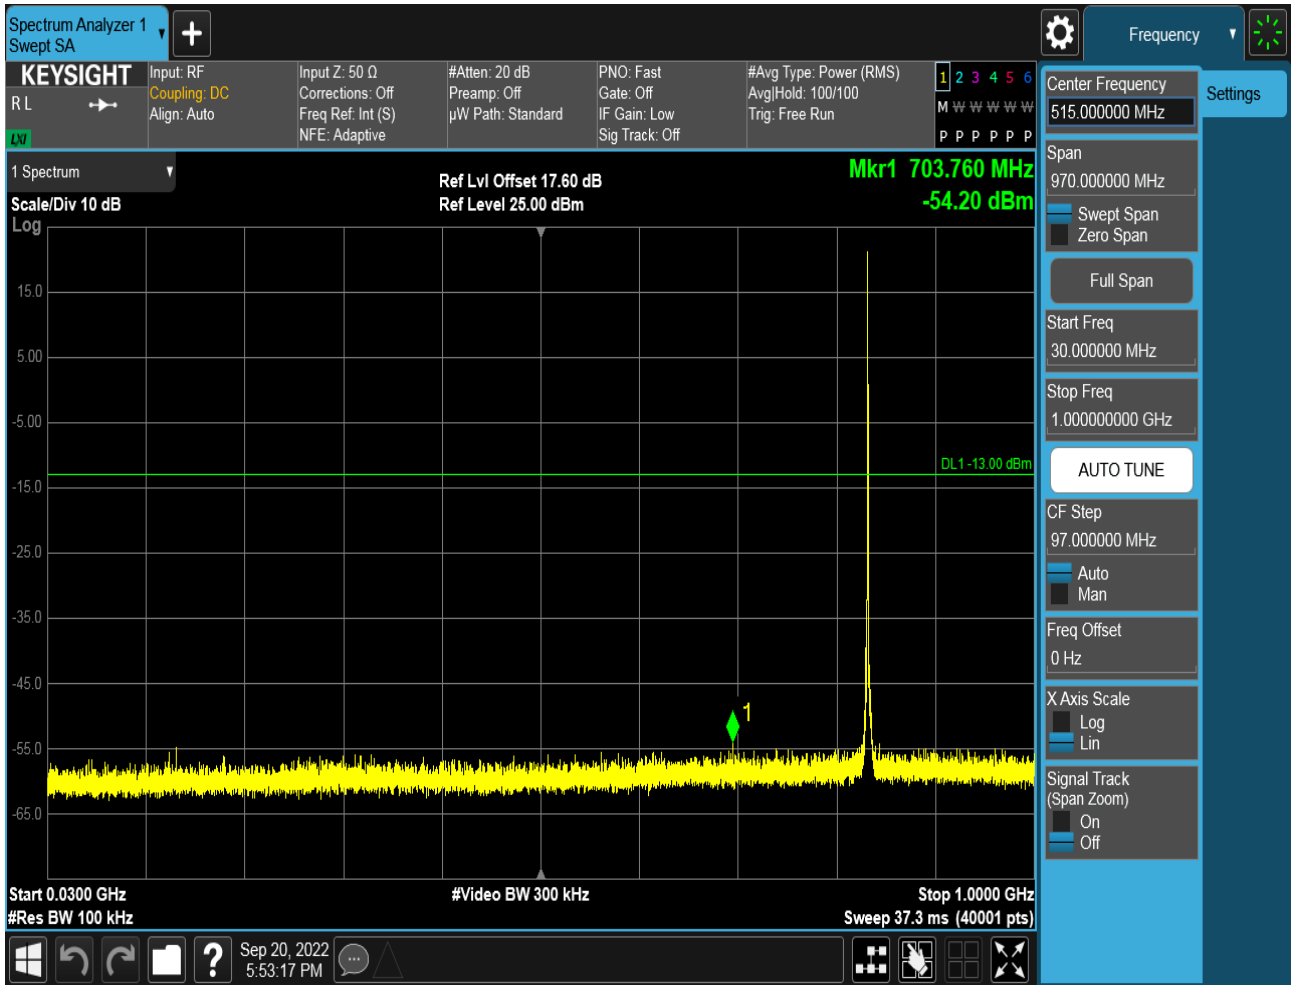 Spectrum Analyzer 1
Swept SA
Frequency
KEYSIGHT
R L
LXI
Input: RF
Coupling: DC
Align: Auto
Input Z: 50 Ω
Corrections: Off
Freq Ref: Int (S)
NFE: Adaptive
#Atten: 20 dB
Preamp: Off
µW Path: Standard
PNO: Fast
Gate: Off
IF Gain: Low
Sig Track: Off
#Avg Type: Power (RMS)
Avg|Hold: 100/100
Trig: Free Run
1 2 3 4 5 6
M W W W W W
P P P P P P
1 Spectrum
Scale/Div 10 dB
Log
Ref Lvl Offset 17.60 dB
Ref Level 25.00 dBm
Mkr1 703.760 MHz
-54.20 dBm
15.0
5.00
-5.00
-15.0
-25.0
-35.0
-45.0
-55.0
-65.0
DL1 -13.00 dBm
1
Start 0.0300 GHz
#Res BW 100 kHz
#Video BW 300 kHz
Stop 1.0000 GHz
Sweep 37.3 ms (40001 pts)
Center Frequency
515.000000 MHz
Settings
Span
970.000000 MHz
Swept Span
Zero Span
Full Span
Start Freq
30.000000 MHz
Stop Freq
1.000000000 GHz
AUTO TUNE
CF Step
97.000000 MHz
Auto
Man
Freq Offset
0 Hz
X Axis Scale
Log
Lin
Signal Track
(Span Zoom)
On
Off
?
Sep 20, 2022
5:53:17 PM